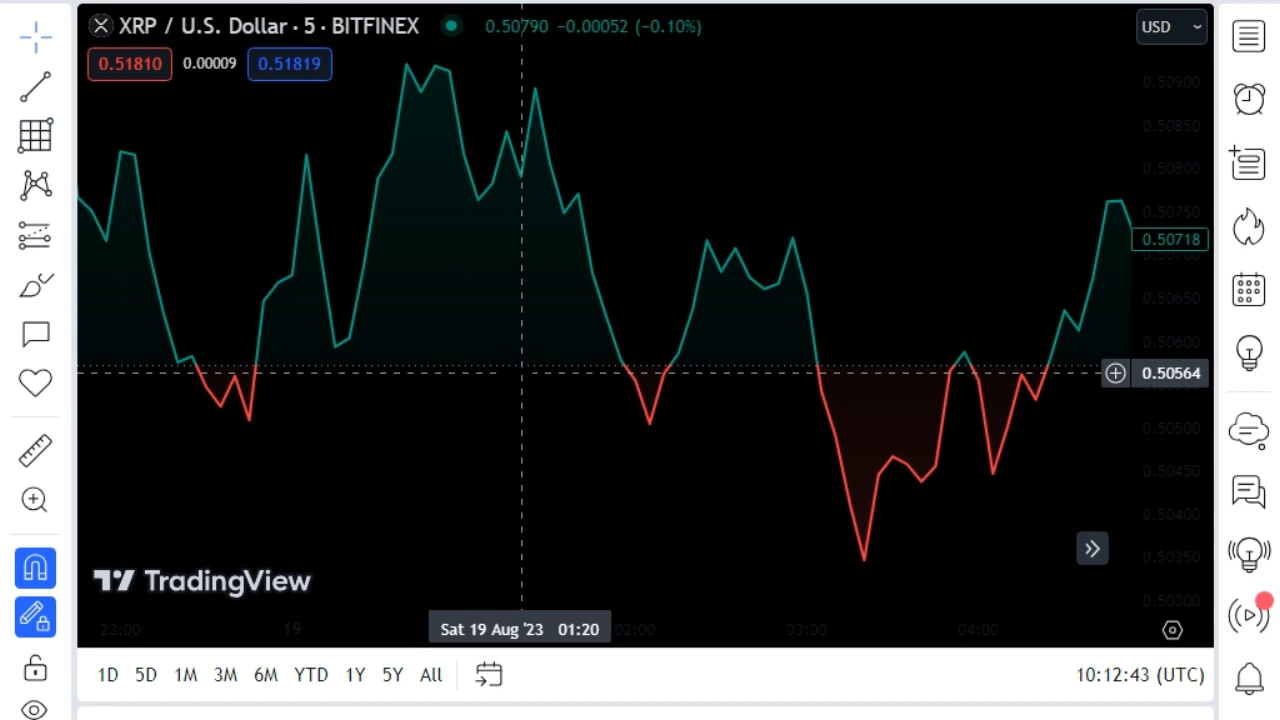 XRP / U.S. Dollar · 5 · BITFINEX 0.50790 −0.00052 (−0.10%)
USD
0.51810 0.00009 0.51819
0.50900
0.50850
0.50800
0.50750
0.50718
0.50700
0.50650
0.50600
0.50564
0.50500
0.50450
0.50400
0.50350
0.50300
TradingView
23:00 19 Sat 19 Aug '23 01:20 02:00 03:00 04:00
1D 5D 1M 3M 6M YTD 1Y 5Y All 10:12:43 (UTC)